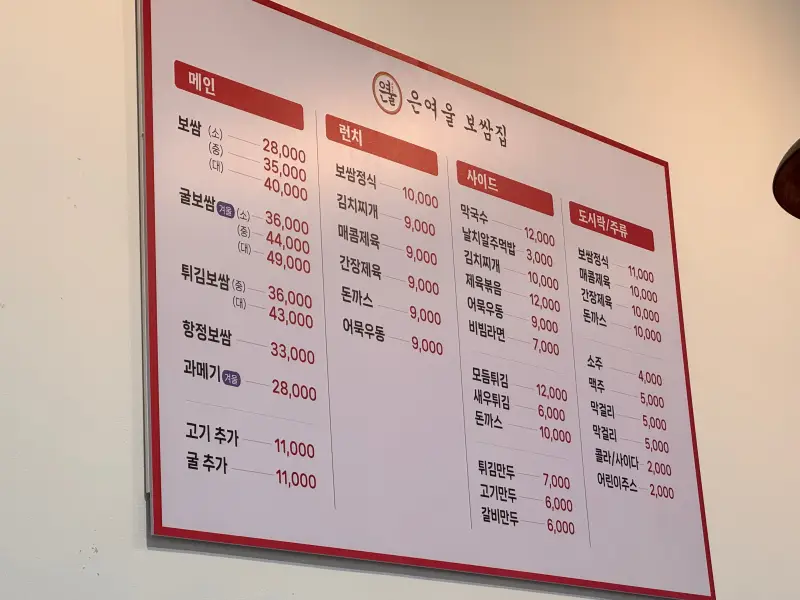 연울 은여울 보쌈집
메인
보쌈 (소) 28,000
(중) 35,000
(대) 40,000
굴보쌈 겨울 (소) 36,000
(중) 44,000
(대) 49,000
튀김보쌈 (중) 36,000
(대) 43,000
항정보쌈 33,000
과메기 겨울 28,000
고기 추가 11,000
굴 추가 11,000
런치
보쌈정식 10,000
김치찌개 9,000
매콤제육 9,000
간장제육 9,000
돈까스 9,000
어묵우동 9,000
사이드
막국수 12,000
날치알주먹밥 3,000
김치찌개 10,000
제육볶음 12,000
어묵우동 9,000
비빔라면 7,000
모듬튀김 12,000
새우튀김 6,000
돈까스 10,000
튀김만두 7,000
고기만두 6,000
갈비만두 6,000
도시락/주류
보쌈정식 11,000
매콤제육 10,000
간장제육 10,000
돈까스 10,000
소주 4,000
맥주 5,000
막걸리 5,000
막걸리 5,000
콜라/사이다 2,000
어린이주스 2,000